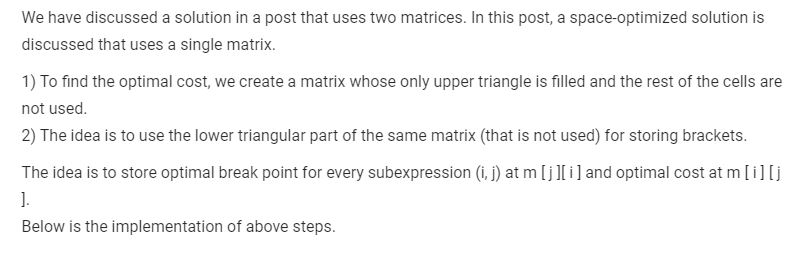 We have discussed a solution in a post that uses two matrices. In this post, a space-optimized solution is
discussed that uses a single matrix.
1) To find the optimal cost, we create a matrix whose only upper triangle is filled and the rest of the cells are
not used.
2) The idea is to use the lower triangular part of the same matrix (that is not used) for storing brackets.
The idea is to store optimal break point for every subexpression (i, j) at m [ j ][ i ] and optimal cost at m [ i ] [ j
].
Below is the implementation of above steps.